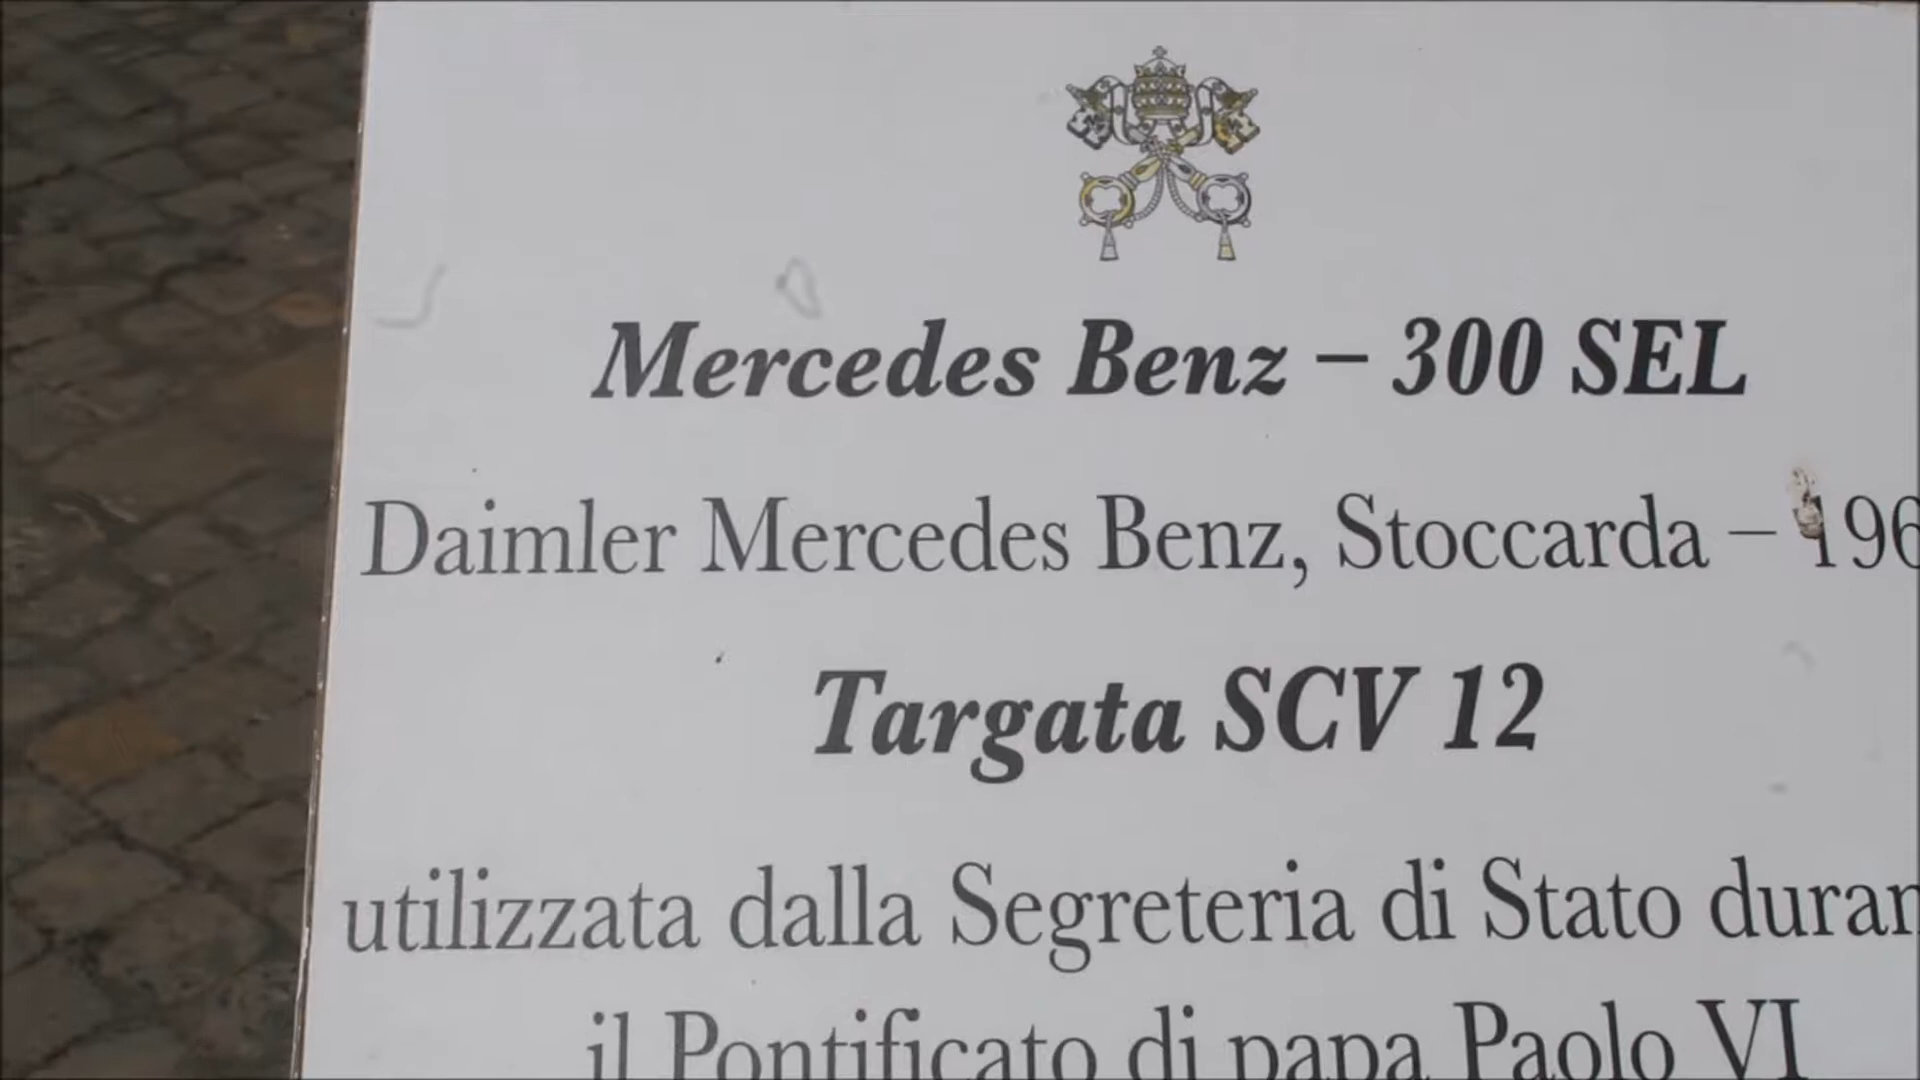 Mercedes Benz – 300 SEL
Daimler Mercedes Benz, Stoccarda – 196
Targata SCV 12
utilizzata dalla Segreteria di Stato duran
il Pontificato di papa Paolo VI